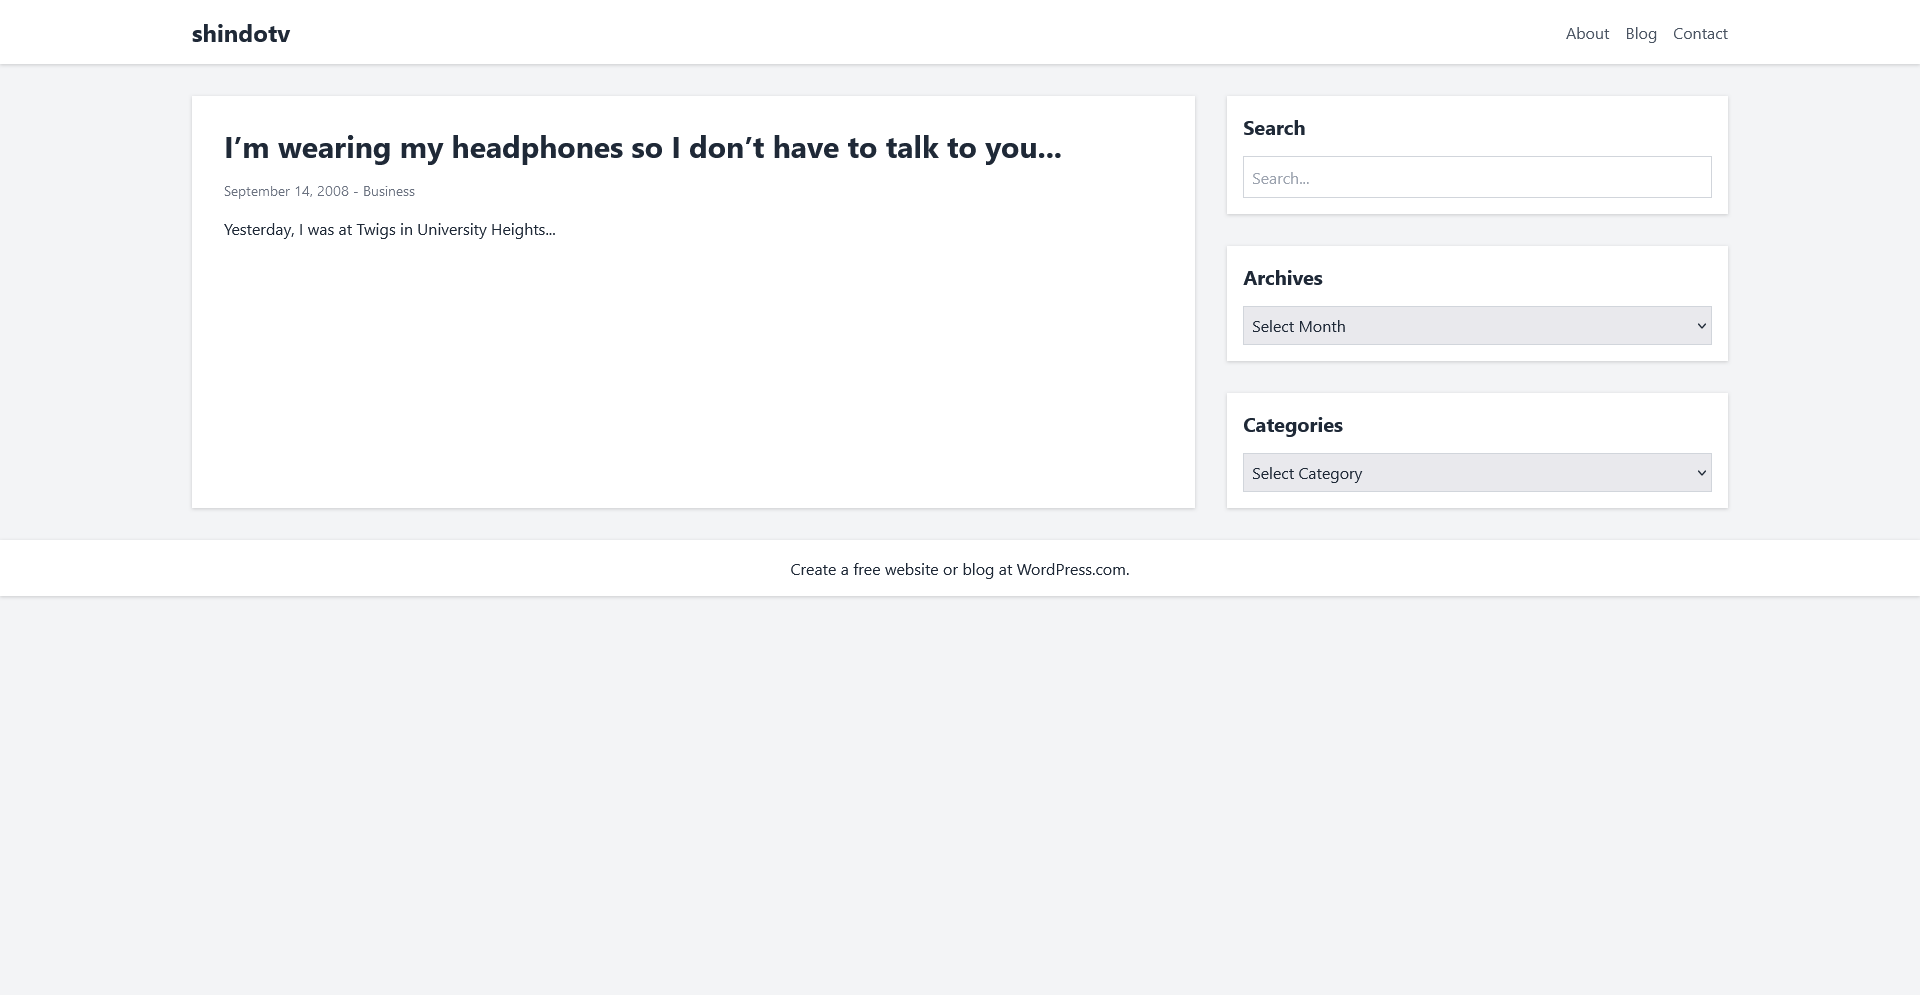 shindotv
About Blog Contact
I’m wearing my headphones so I don’t have to talk to you...
September 14, 2008 - Business
Yesterday, I was at Twigs in University Heights...
Search
Search...
Archives
Select Month
Categories
Select Category
Create a free website or blog at WordPress.com.